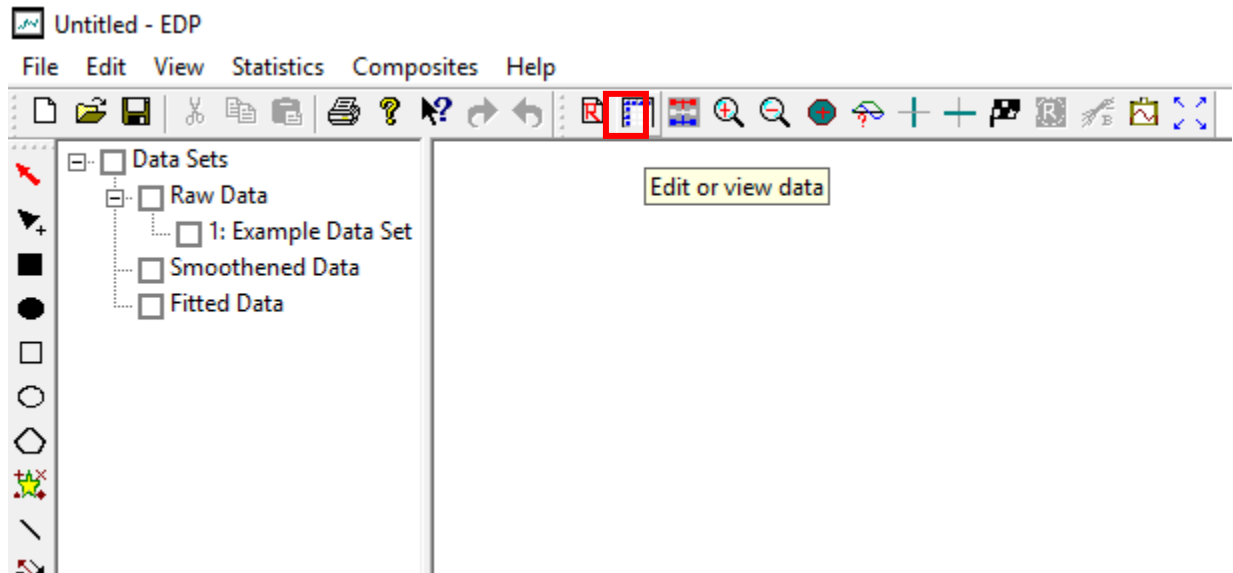 Untitled - EDP
File Edit View Statistics Composites Help
Data Sets
Raw Data
1: Example Data Set
Smoothened Data
Fitted Data
Edit or view data